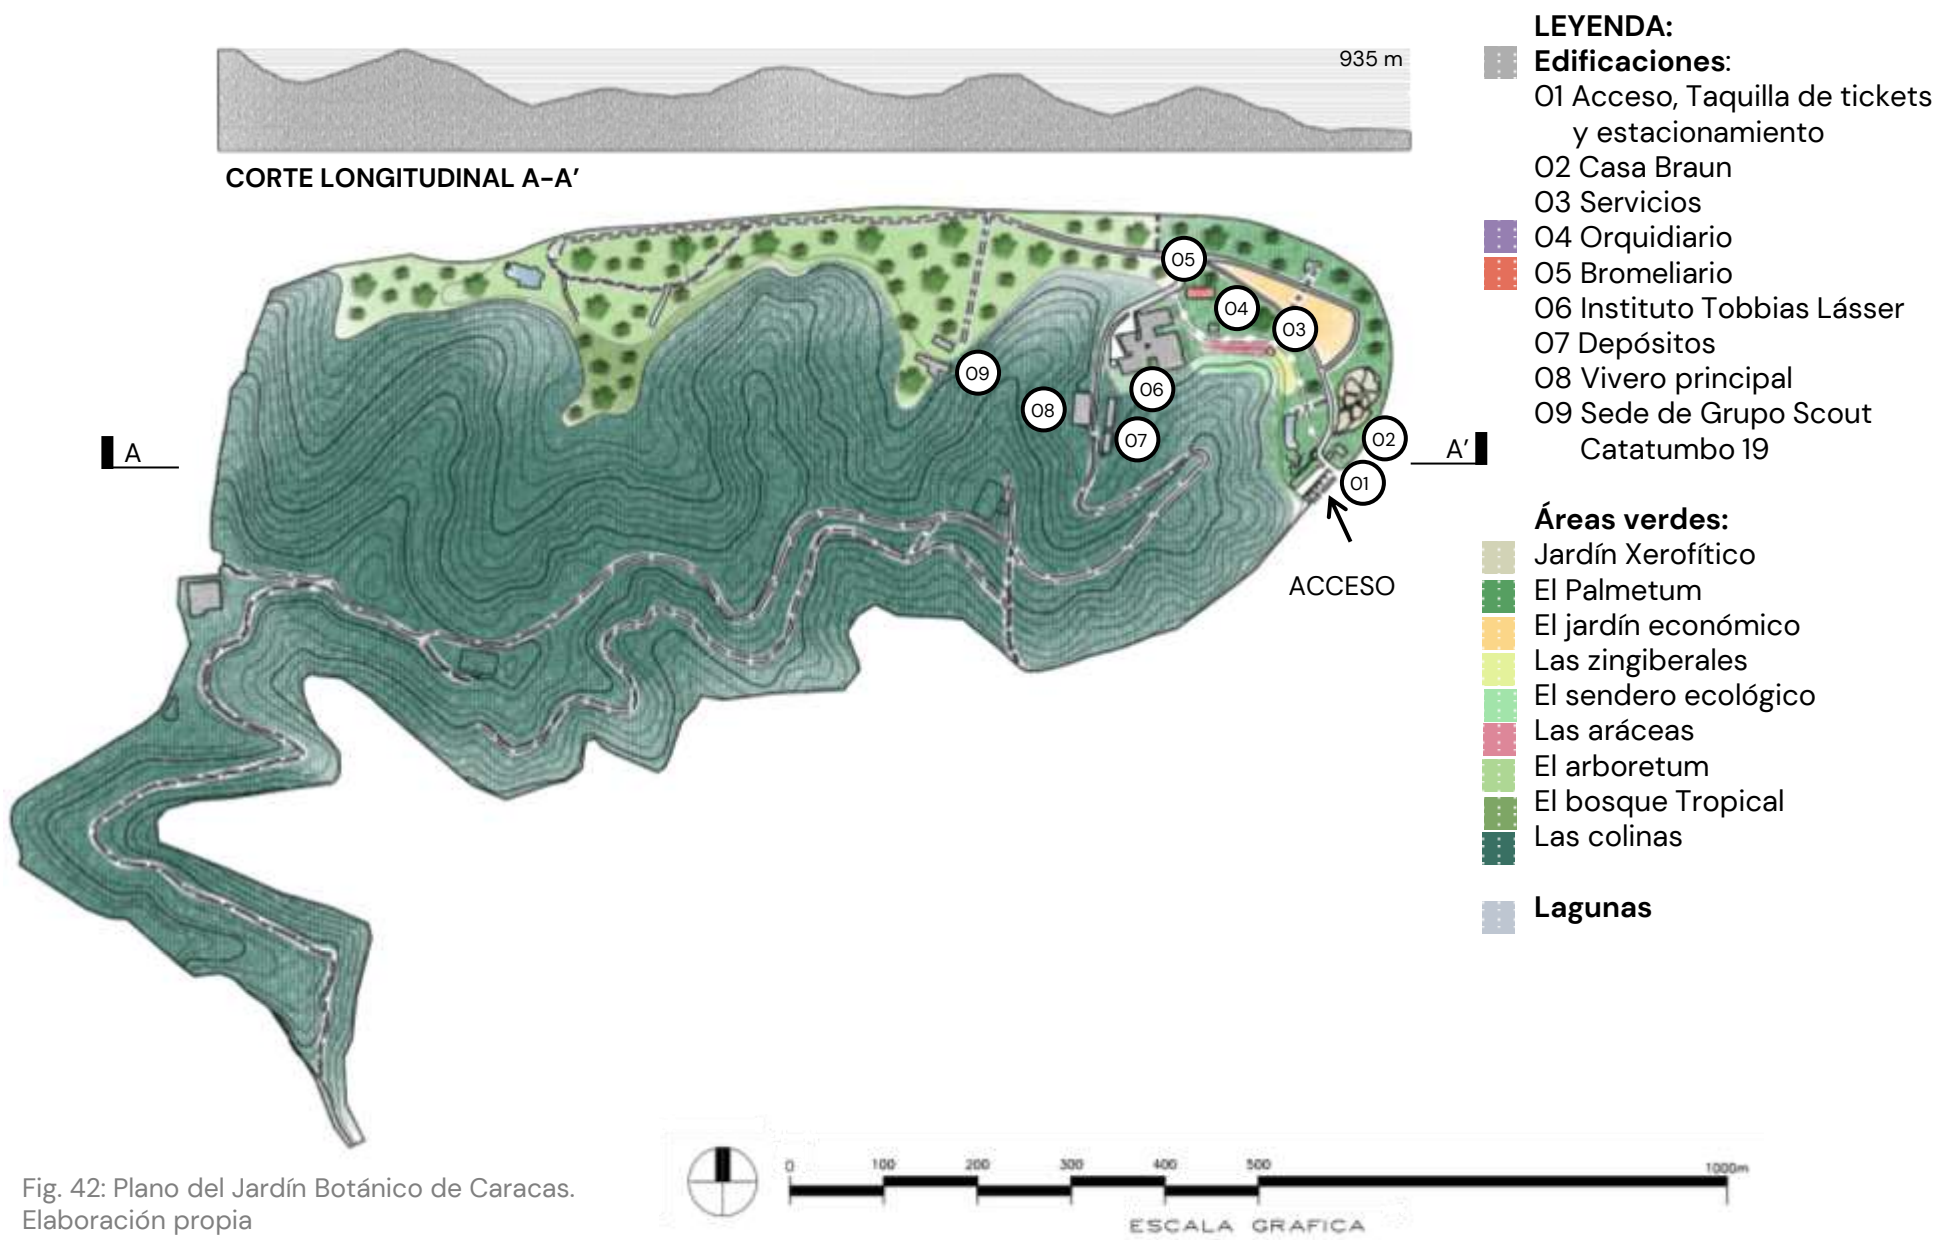 935 m
CORTE LONGITUDINAL A-A’
LEYENDA:
Edificaciones:
01 Acceso, Taquilla de tickets
y estacionamiento
02 Casa Braun
03 Servicios
04 Orquidiario
05 Bromeliario
06 Instituto Tobbias Lásser
07 Depósitos
08 Vivero principal
09 Sede de Grupo Scout
Catatumbo 19
Áreas verdes:
Jardín Xerofítico
El Palmetum
El jardín económico
Las zingiberales
El sendero ecológico
Las aráceas
El arboretum
El bosque Tropical
Las colinas
Lagunas
05
04
03
09
06
08
07
02
01
A
A’
ACCESO
0 100 200 300 400 500 1000m
ESCALA GRAFICA
Fig. 42: Plano del Jardín Botánico de Caracas.
Elaboración propia